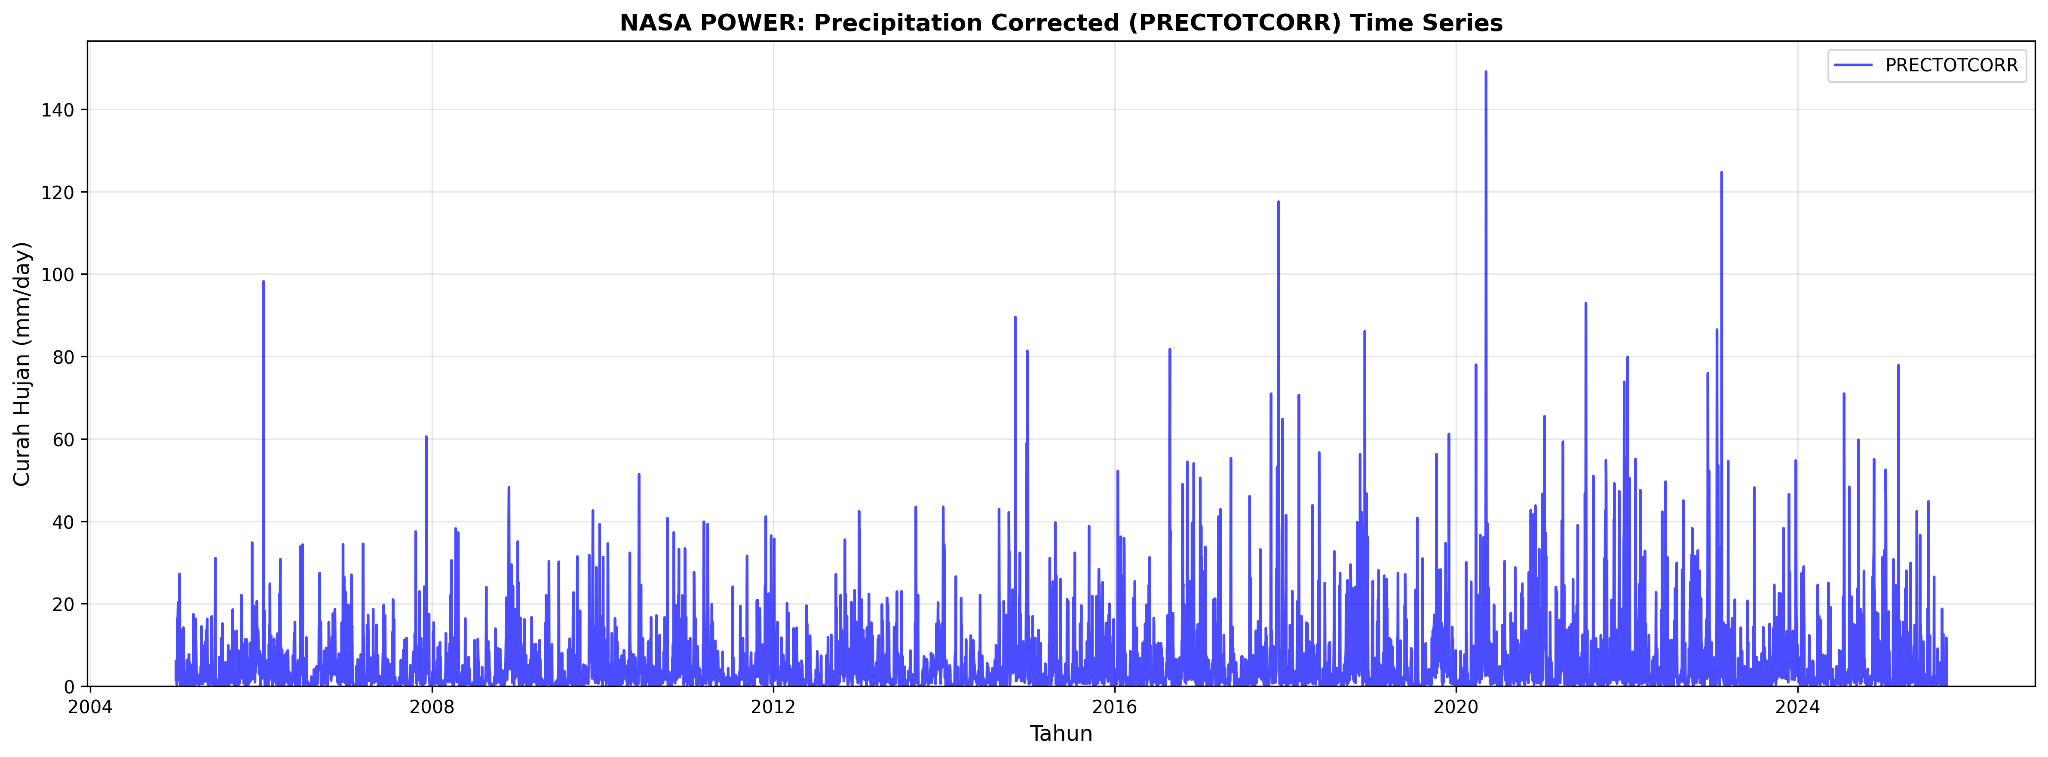 NASA POWER: Precipitation Corrected (PRECTOTCORR) Time Series
PRECTOTCORR
Curah Hujan (mm/day)
140
120
100
80
60
40
20
0
2004 2008 2012 2016 2020 2024
Tahun